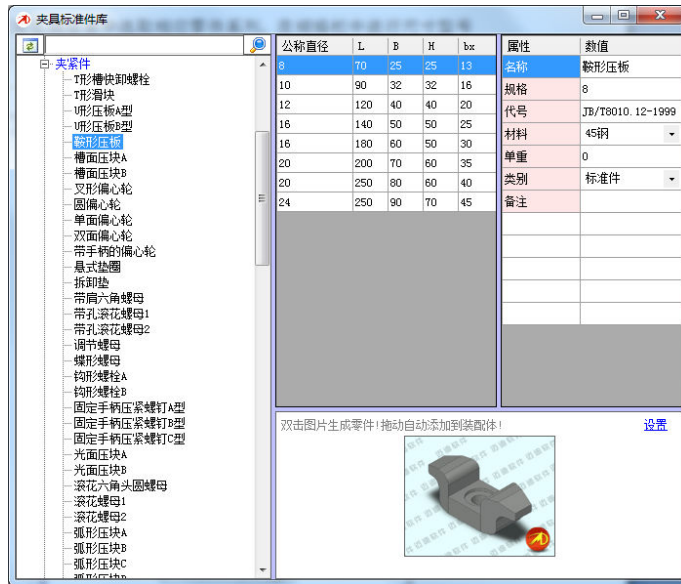 夹具标准件库
公称直径 L B H bx
8 70 25 25 13
10 90 32 32 16
12 120 40 40 20
16 140 50 50 25
16 180 60 50 30
20 200 70 60 35
20 250 80 60 40
24 250 90 70 45
属性 数值
名称 鞍形压板
规格 8
代号 JB/T8010.12-1999
材料 45钢
单重 0
类别 标准件
备注
夹紧件
T形槽快卸螺栓
T形滑块
U形压板A型
U形压板B型
鞍形压板
槽面压块A
槽面压块B
叉形偏心轮
圆偏心轮
单面偏心轮
双面偏心轮
带手柄的偏心轮
悬式垫圈
拆卸垫
带肩六角螺母
带孔滚花螺母1
带孔滚花螺母2
调节螺母
蝶形螺母
钩形螺栓A
钩形螺栓B
固定手柄压紧螺钉A型
固定手柄压紧螺钉B型
固定手柄压紧螺钉C型
光面压块A
光面压块B
滚花六角头圆螺母
滚花螺母1
滚花螺母2
弧形压块A
弧形压块B
弧形压块C
双击图片生成零件!拖动自动添加到装配体!
设置